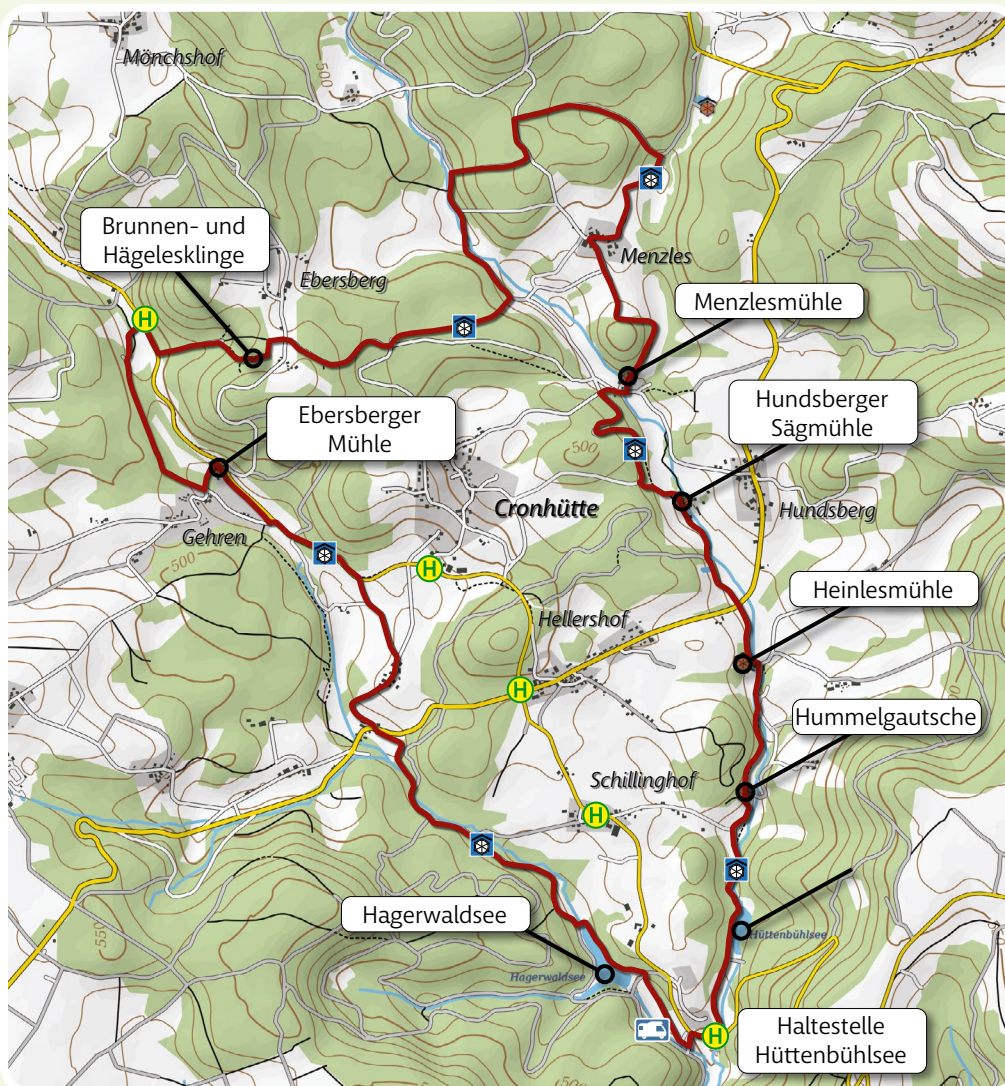 Mönchshof
500
Brunnen- und
Hägelesklinge
Ebersberg
Menzles
H
Menzlesmühle
Ebersberger
Mühle
Hundsberger
Sägmühle
500
Cronhütte
Hundsberg
Gehren
500
H
Heinlesmühle
Hellershof
H
Hummelgautsche
Schillinghof
H
Hagerwaldsee
550
Hüttenbühlsee
Hagerwaldsee
H
Haltestelle
Hüttenbühlsee